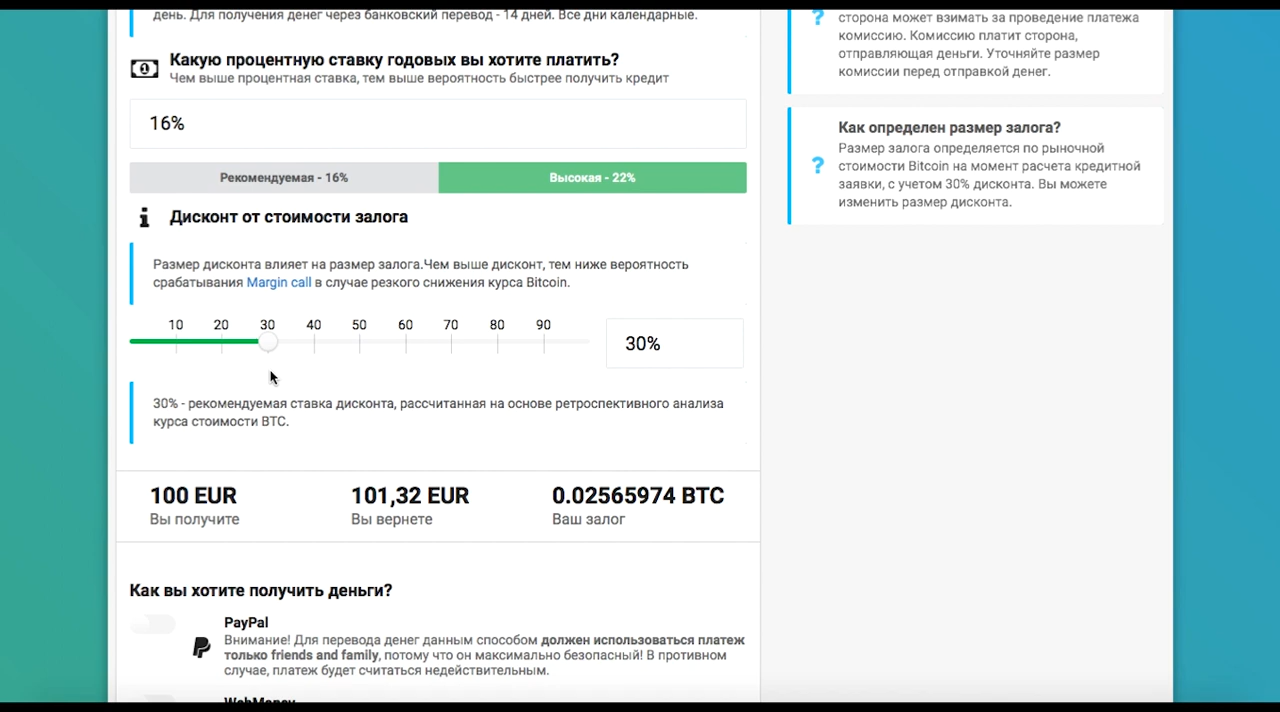 день. Для получения денег через банковский перевод - 14 дней. Все дни календарные.
Какую процентную ставку годовых вы хотите платить?
Чем выше процентная ставка, тем выше вероятность быстрее получить кредит
16%
Рекомендуемая - 16%
Высокая - 22%
Дисконт от стоимости залога
Размер дисконта влияет на размер залога.Чем выше дисконт, тем ниже вероятность
срабатывания Margin call в случае резкого снижения курса Bitcoin.
10 20 30 40 50 60 70 80 90
30%
30% - рекомендуемая ставка дисконта, рассчитанная на основе ретроспективного анализа
курса стоимости BTC.
100 EUR
Вы получите
101,32 EUR
Вы вернете
0.02565974 BTC
Ваш залог
Как вы хотите получить деньги?
PayPal
Внимание! Для перевода денег данным способом должен использоваться платеж
только friends and family, потому что он максимально безопасный! В противном
случае, платеж будет считаться недействительным.
WebMoney
сторона может взимать за проведение платежа
комиссию. Комиссию платит сторона,
отправляющая деньги. Уточняйте размер
комиссии перед отправкой денег.
Как определен размер залога?
Размер залога определяется по рыночной
стоимости Bitcoin на момент расчета кредитной
заявки, с учетом 30% дисконта. Вы можете
изменить размер дисконта.